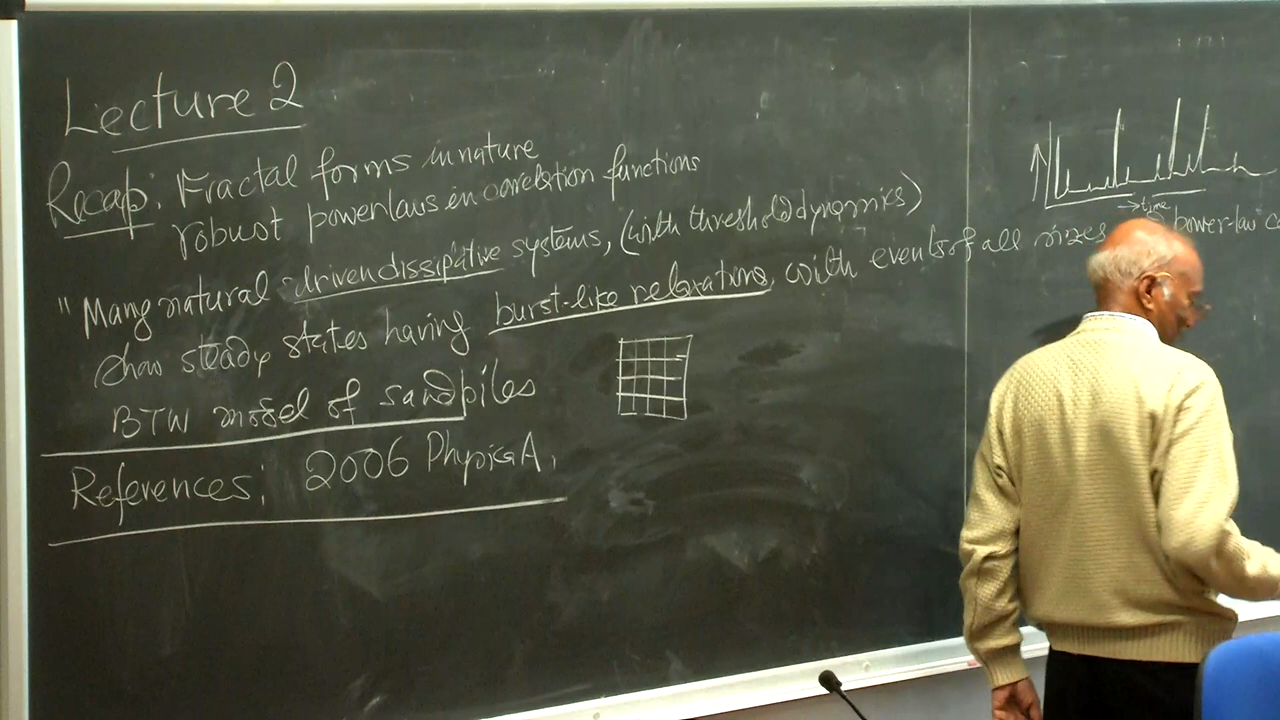 Lecture 2
Recap: Fractal forms in nature
robust powerlaws in correlation functions
"Many natural driven dissipative systems, (with threshold dynamics)
show steady states having burst-like relaxations, with events of all sizes power-law
BTW model of sandpiles
References: 2006 Physica A,
→ time